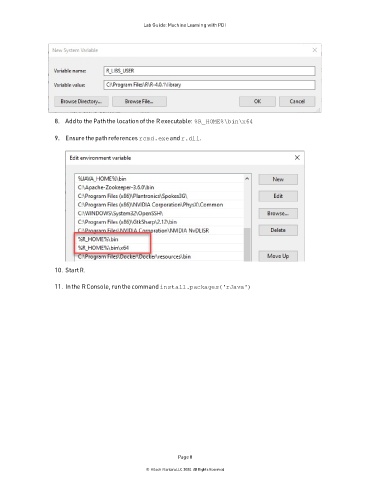 Lab Guide: Machine Learning with PDI
New System Variable
Variable name: R_LIBS_USER
Variable value: C:\Program Files\R\R-4.0.1\library
Browse Directory... Browse File... OK Cancel
8. Add to the Path the location of the R executable: %R_HOME%\bin\x64
9. Ensure the path references rcmd.exe and r.dll.
Edit environment variable
%JAVA_HOME%\bin
C:\Apache-Zookeeper-3.6.0\bin
C:\Program Files (x86)\Plantronics\Spokes3G\
C:\Program Files (x86)\NVIDIA Corporation\PhysX\Common
C:\WINDOWS\System32\OpenSSH\
C:\Program Files (x86)\GtkSharp\2.12\bin
C:\Program Files\NVIDIA Corporation\NVIDIA NvDLISR
%R_HOME%\bin
%R_HOME%\bin\x64
C:\Program Files\Docker\Docker\resources\bin
New
Edit
Browse...
Delete
Move Up
10. Start R.
11. In the R Console, run the command install.packages("rJava")
Page 8
© Hitachi Vantara LLC 2020. All Rights Reserved